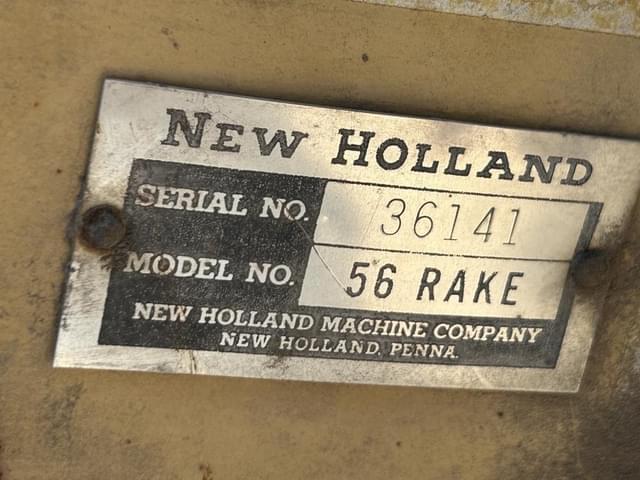 NEW HOLLAND
SERIAL NO. 36141
MODEL NO. 56 RAKE
NEW HOLLAND MACHINE COMPANY
NEW HOLLAND, PENNA.